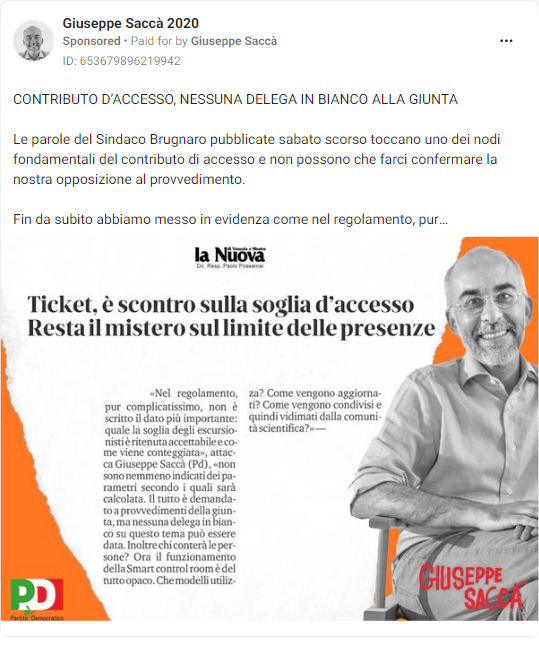 Giuseppe Saccà 2020
Sponsored • Paid for by Giuseppe Saccà
ID: 653679896219942
CONTRIBUTO D'ACCESSO, NESSUNA DELEGA IN BIANCO ALLA GIUNTA
Le parole del Sindaco Brugnaro pubblicate sabato scorso toccano uno dei nodi
fondamentali del contributo di accesso e non possono che farci confermare la
nostra opposizione al provvedimento.
Fin da subito abbiamo messo in evidenza come nel regolamento, pur...
di Venezia e Mestre
la Nuova
Dir. Resp.:Paolo Possamai
Ticket, è scontro sulla soglia d'accesso
Resta il mistero sul limite delle presenze
«Nel regolamento,
pur complicatissimo, non è
scritto il dato più importante:
quale la soglia degli escursio-
nisti è ritenuta accettabile e co-
me viene conteggiata», attac-
ca Giuseppe Saccà (Pd), «non
sono nemmeno indicati dei pa-
rametri secondo i quali sarà
calcolata. Il tutto è demanda-
to a provvedimenti della giun-
ta, ma nessuna delega in bian-
co su questo tema può essere
data. Inoltre chi conterà le per-
sone? Ora il funzionamento
della Smart control room è del
tutto opaco. Che modelli utiliz-
za? Come vengono aggiorna-
ti? Come vengono condivisi e
quindi vidimati dalla comuni-
tà scientifica?»—
PD
Partito Democratico
GIUSEPPE
SACCÀ